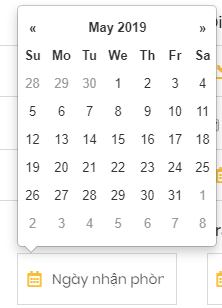 « May 2019 »
Su Mo Tu We Th Fr Sa
28 29 30 1 2 3 4
5 6 7 8 9 10 11
12 13 14 15 16 17 18
19 20 21 22 23 24 25
26 27 28 29 30 31 1
2 3 4 5 6 7 8
Ngày nhận phòn